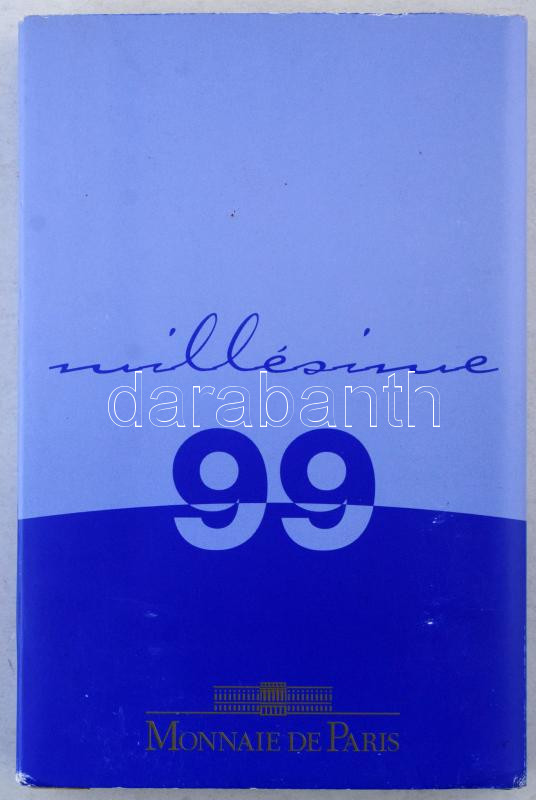 millésime
darabanth
99
MONNAIE DE PARIS